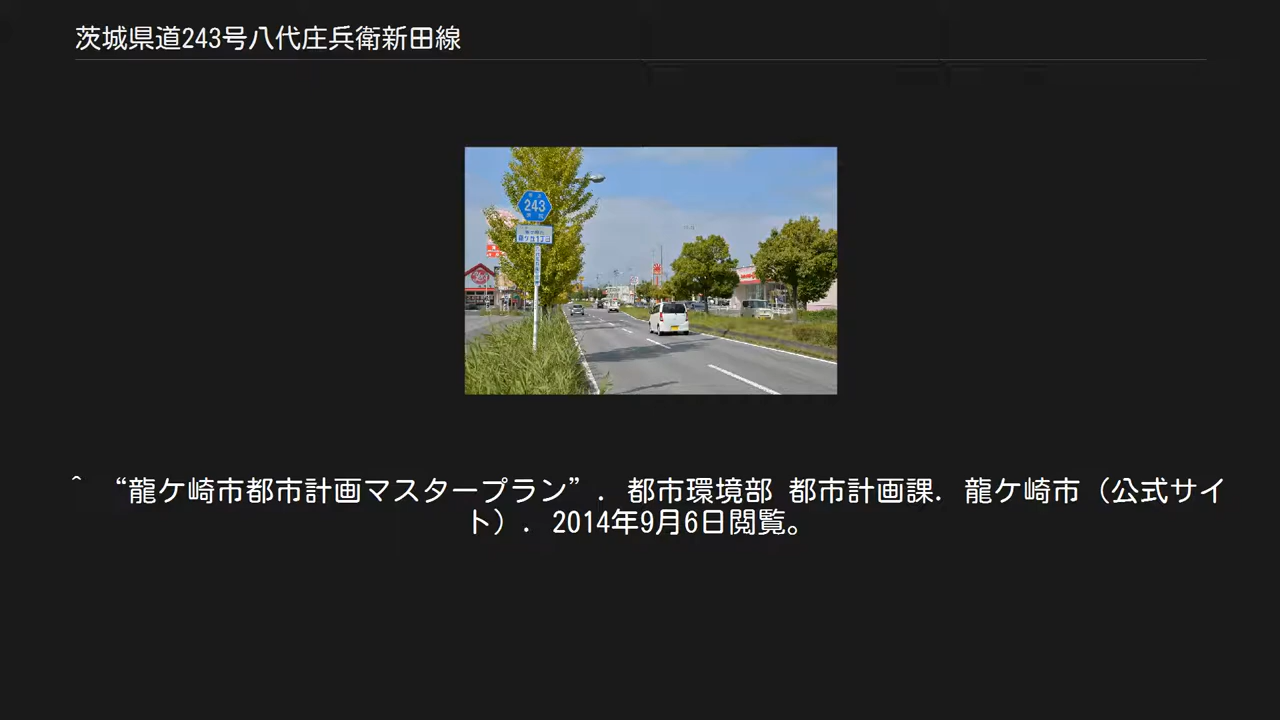 茨城県道243号八代庄兵衛新田線
243
^ “龍ケ崎市都市計画マスタープラン”. 都市環境部 都市計画課. 龍ケ崎市（公式サイ
ト）. 2014年9月6日閲覧。